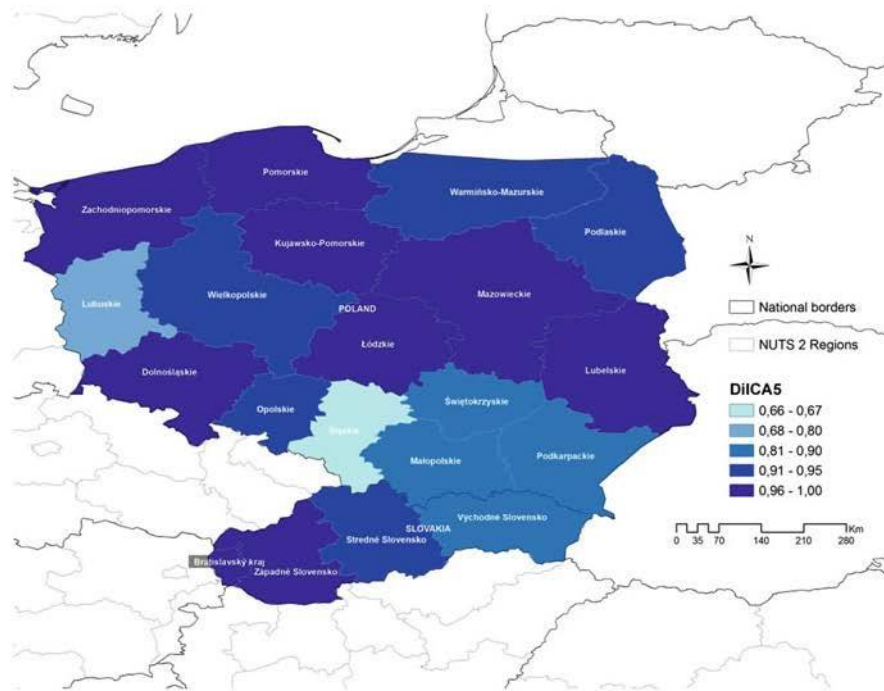 Pomorskie
Warmińsko-Mazurskie
Zachodniopomorskie
Podlaskie
Kujawsko-Pomorskie
N
Wielkopolskie
Mazowieckie
Lubuskie
POLAND
National borders
Łódzkie
NUTS 2 Regions
Dolnośląskie
Lubelskie
DilCA5
Opolskie
Świętokrzyskie
0,66 - 0,67
Śląskie
0,68 - 0,80
Podkarpackie
0,81 - 0,90
Małopolskie
0,91 - 0,95
0,96 - 1,00
Východné Slovensko
SLOVAKIA
Stredné Slovensko
Km
0 35 70 140 210 280
Bratislavský kraj
Západné Slovensko